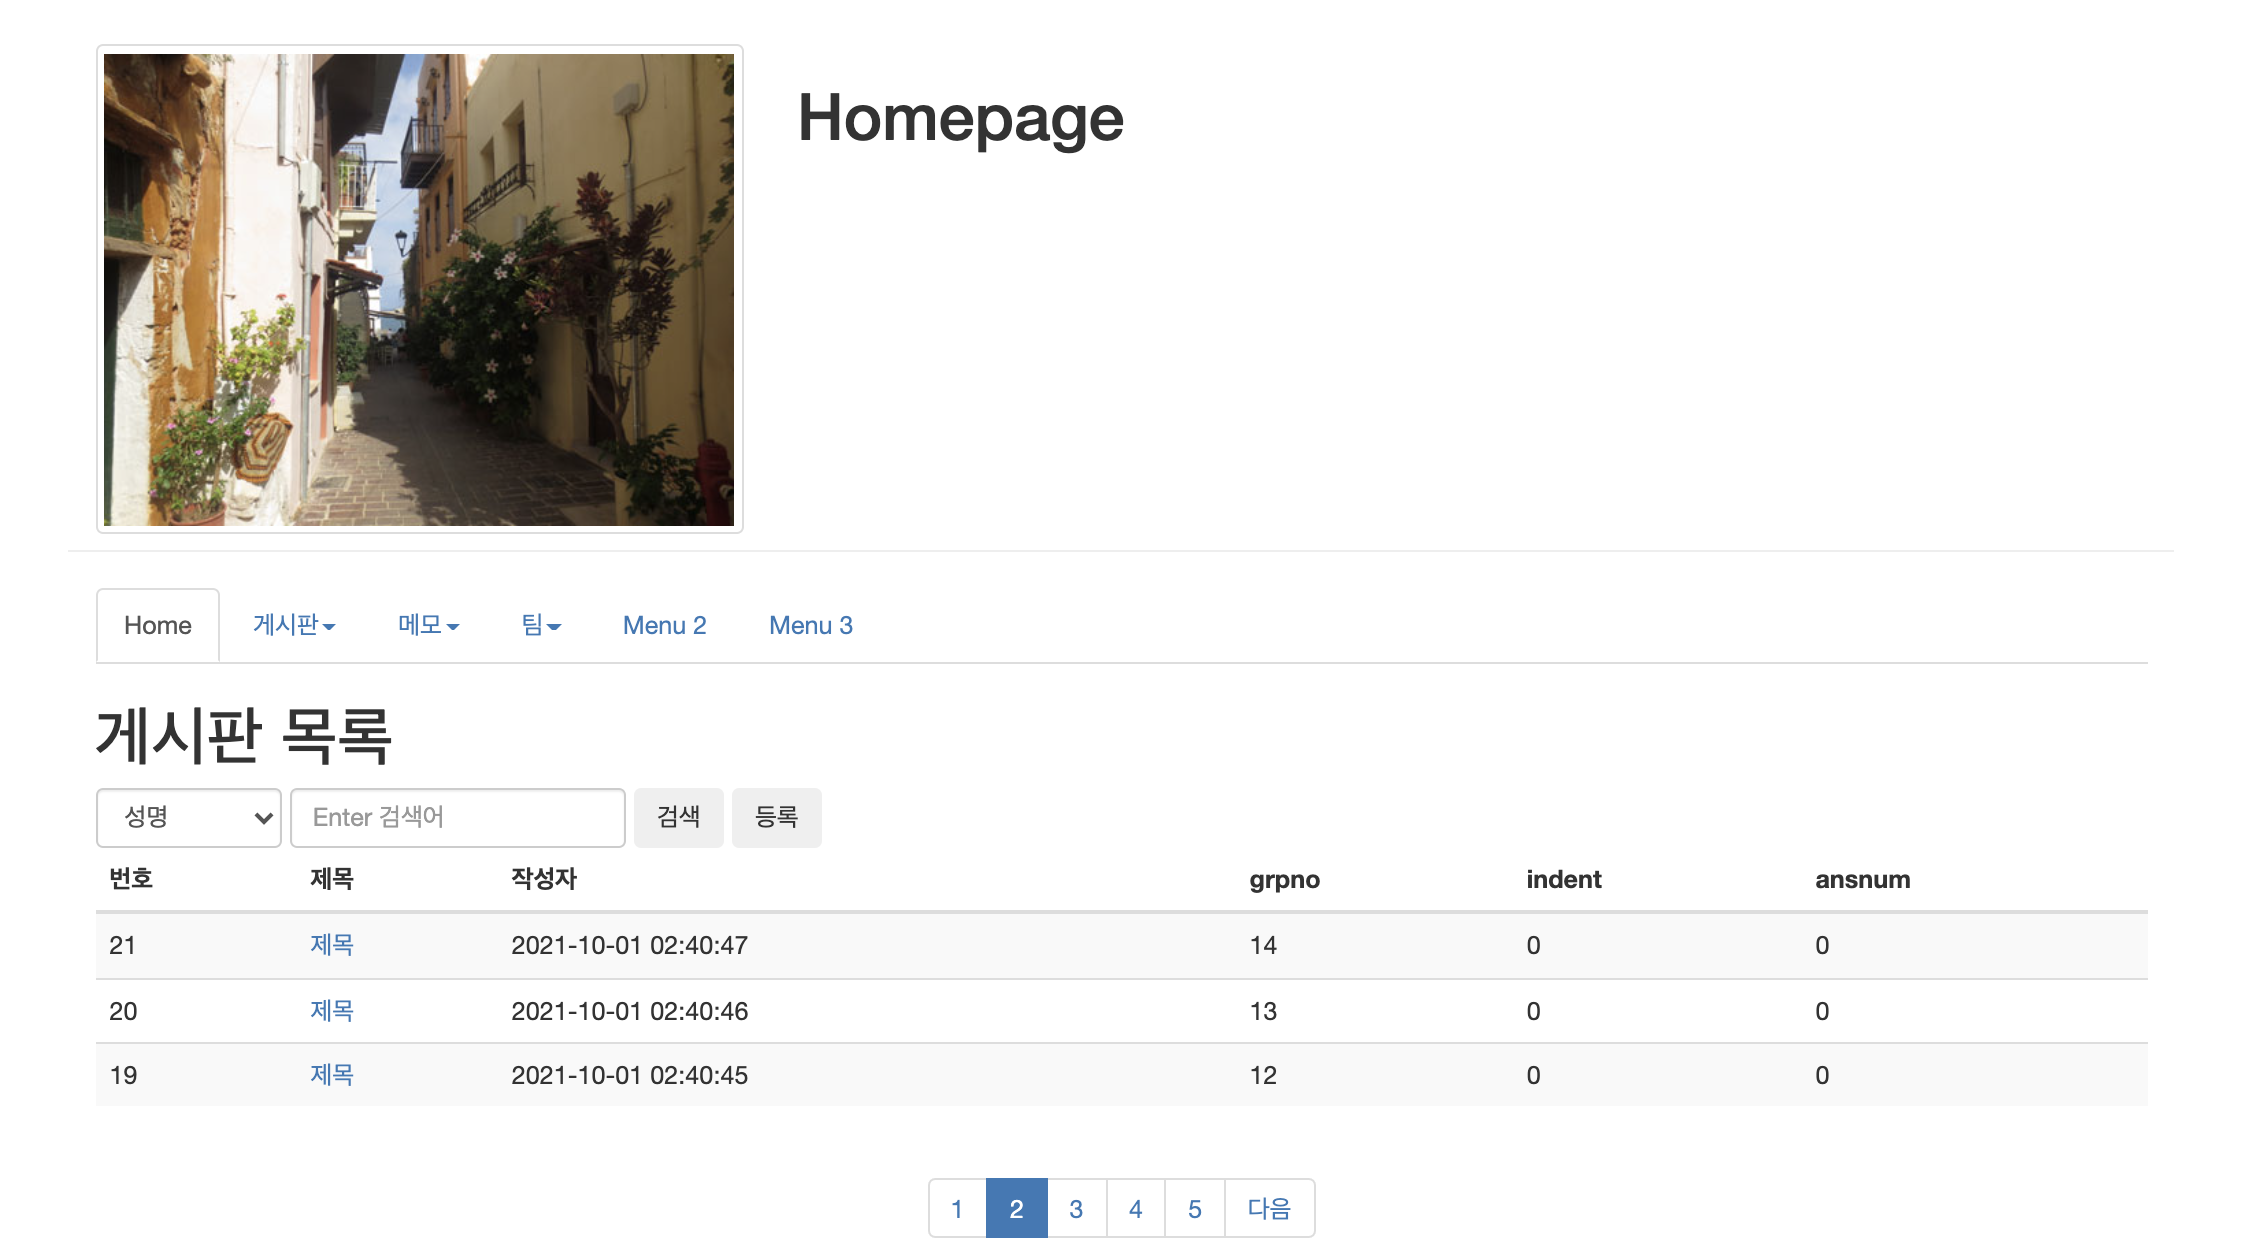 Homepage
Home 게시판 메모 팀 Menu 2 Menu 3
게시판 목록
성명 Enter 검색어 검색 등록
번호 제목 작성자 grpno indent ansnum
21 제목 2021-10-01 02:40:47 14 0 0
20 제목 2021-10-01 02:40:46 13 0 0
19 제목 2021-10-01 02:40:45 12 0 0
1 2 3 4 5 다음